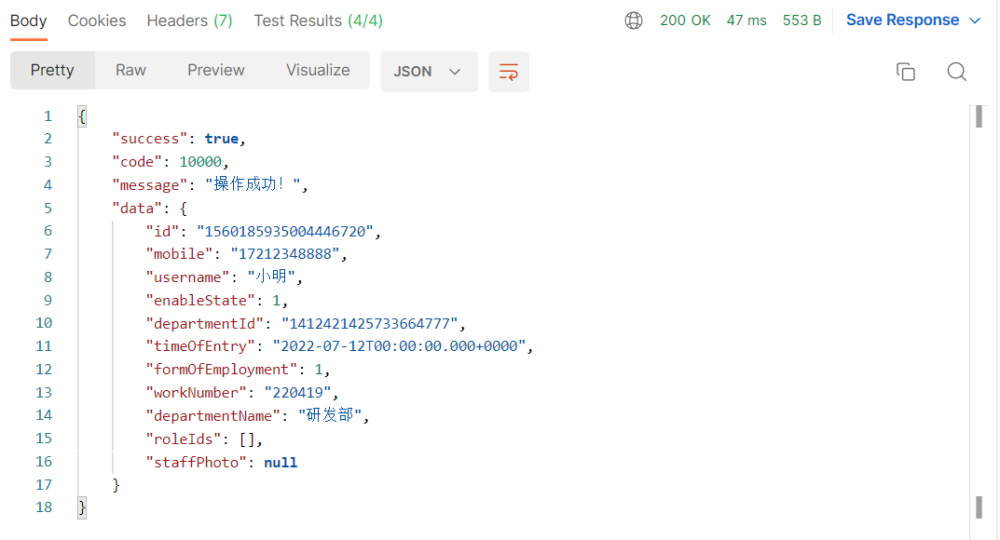 Body Cookies Headers (7) Test Results (4/4) 200 OK 47 ms 553 B Save Response
Pretty Raw Preview Visualize JSON
1 {
2 "success": true,
3 "code": 10000,
4 "message": "操作成功！",
5 "data": {
6 "id": "1560185935004446720",
7 "mobile": "17212348888",
8 "username": "小明",
9 "enableState": 1,
10 "departmentId": "1412421425733664777",
11 "timeOfEntry": "2022-07-12T00:00:00.000+0000",
12 "formOfEmployment": 1,
13 "workNumber": "220419",
14 "departmentName": "研发部",
15 "roleIds": [],
16 "staffPhoto": null
17 }
18 }